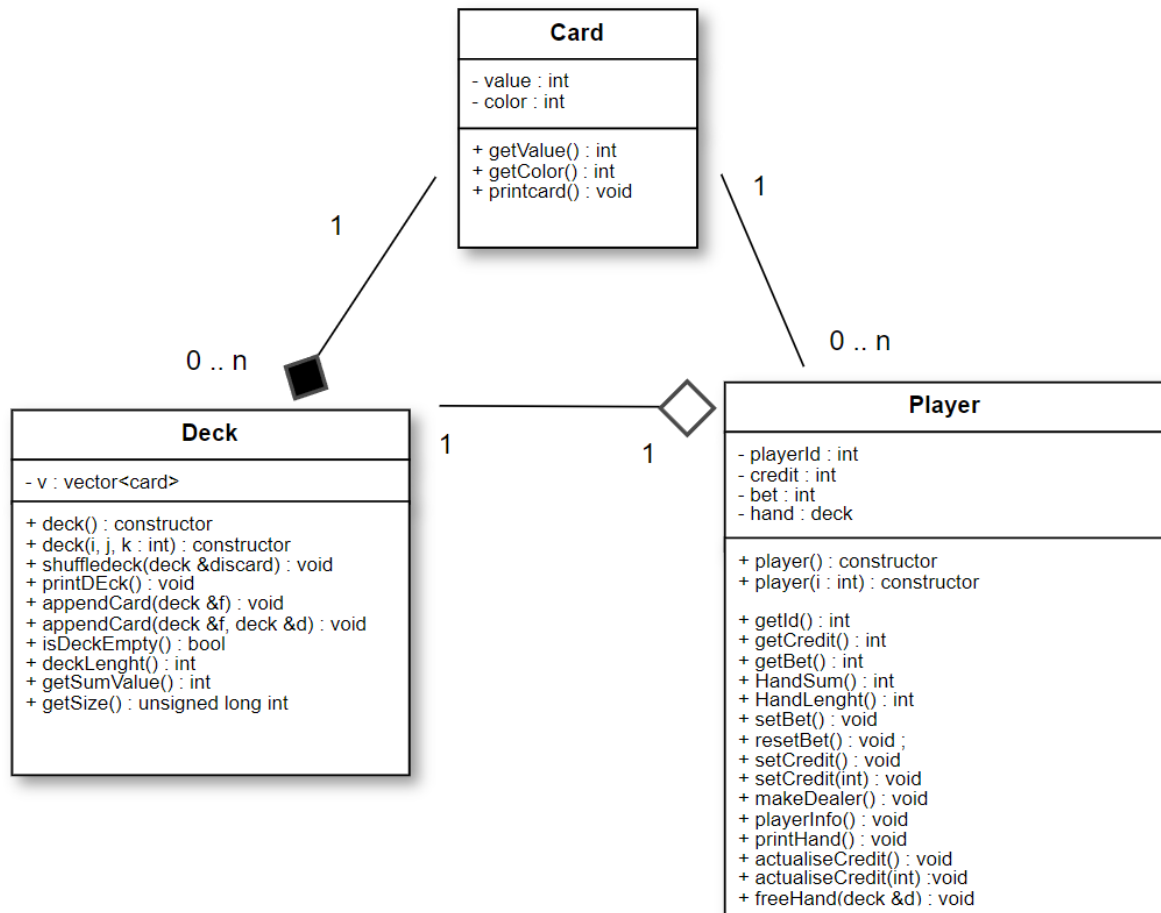 Card
- value : int
- color : int
+ getValue() : int
+ getColor() : int
+ printcard() : void
1
1
0 .. n
0 .. n
1
1
Deck
- v : vector<card>
+ deck() : constructor
+ deck(i, j, k : int) : constructor
+ shuffledeck(deck &discard) : void
+ printDEck() : void
+ appendCard(deck &f) : void
+ appendCard(deck &f, deck &d) : void
+ isDeckEmpty() : bool
+ deckLenght() : int
+ getSumValue() : int
+ getSize() : unsigned long int
Player
- playerId : int
- credit : int
- bet : int
- hand : deck
+ player() : constructor
+ player(i : int) : constructor
+ getId() : int
+ getCredit() : int
+ getBet() : int
+ HandSum() : int
+ HandLenght() : int
+ setBet() : void
+ resetBet() : void ;
+ setCredit() : void
+ setCredit(int) : void
+ makeDealer() : void
+ playerInfo() : void
+ printHand() : void
+ actualiseCredit() : void
+ actualiseCredit(int) :void
+ freeHand(deck &d) : void